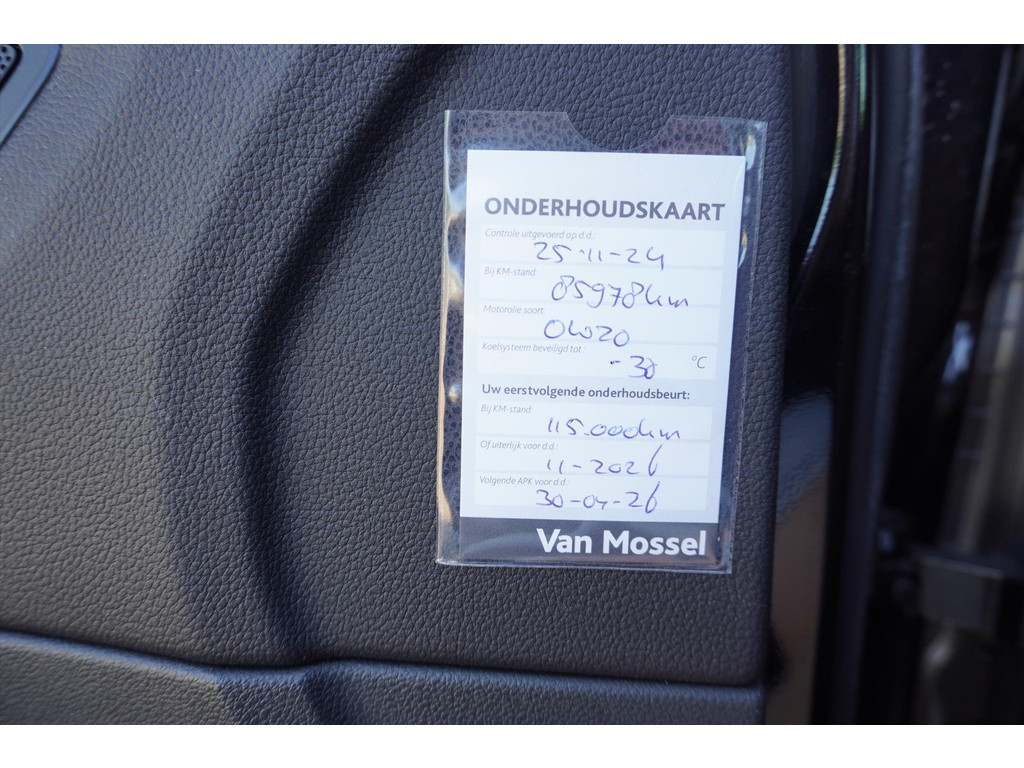 ONDERHOUDSKAART
Controle uitgevoerd op d.d.:
25-11-24
Bij KM-stand:
85978km
Motorolie soort:
0W20
Koelsysteem beveiligd tot:
-30 °C
Uw eerstvolgende onderhoudsbeurt:
Bij KM-stand:
115.000km
Of uiterlijk voor d.d.:
11-2026
Volgende APK voor d.d.:
30-04-26
Van Mossel